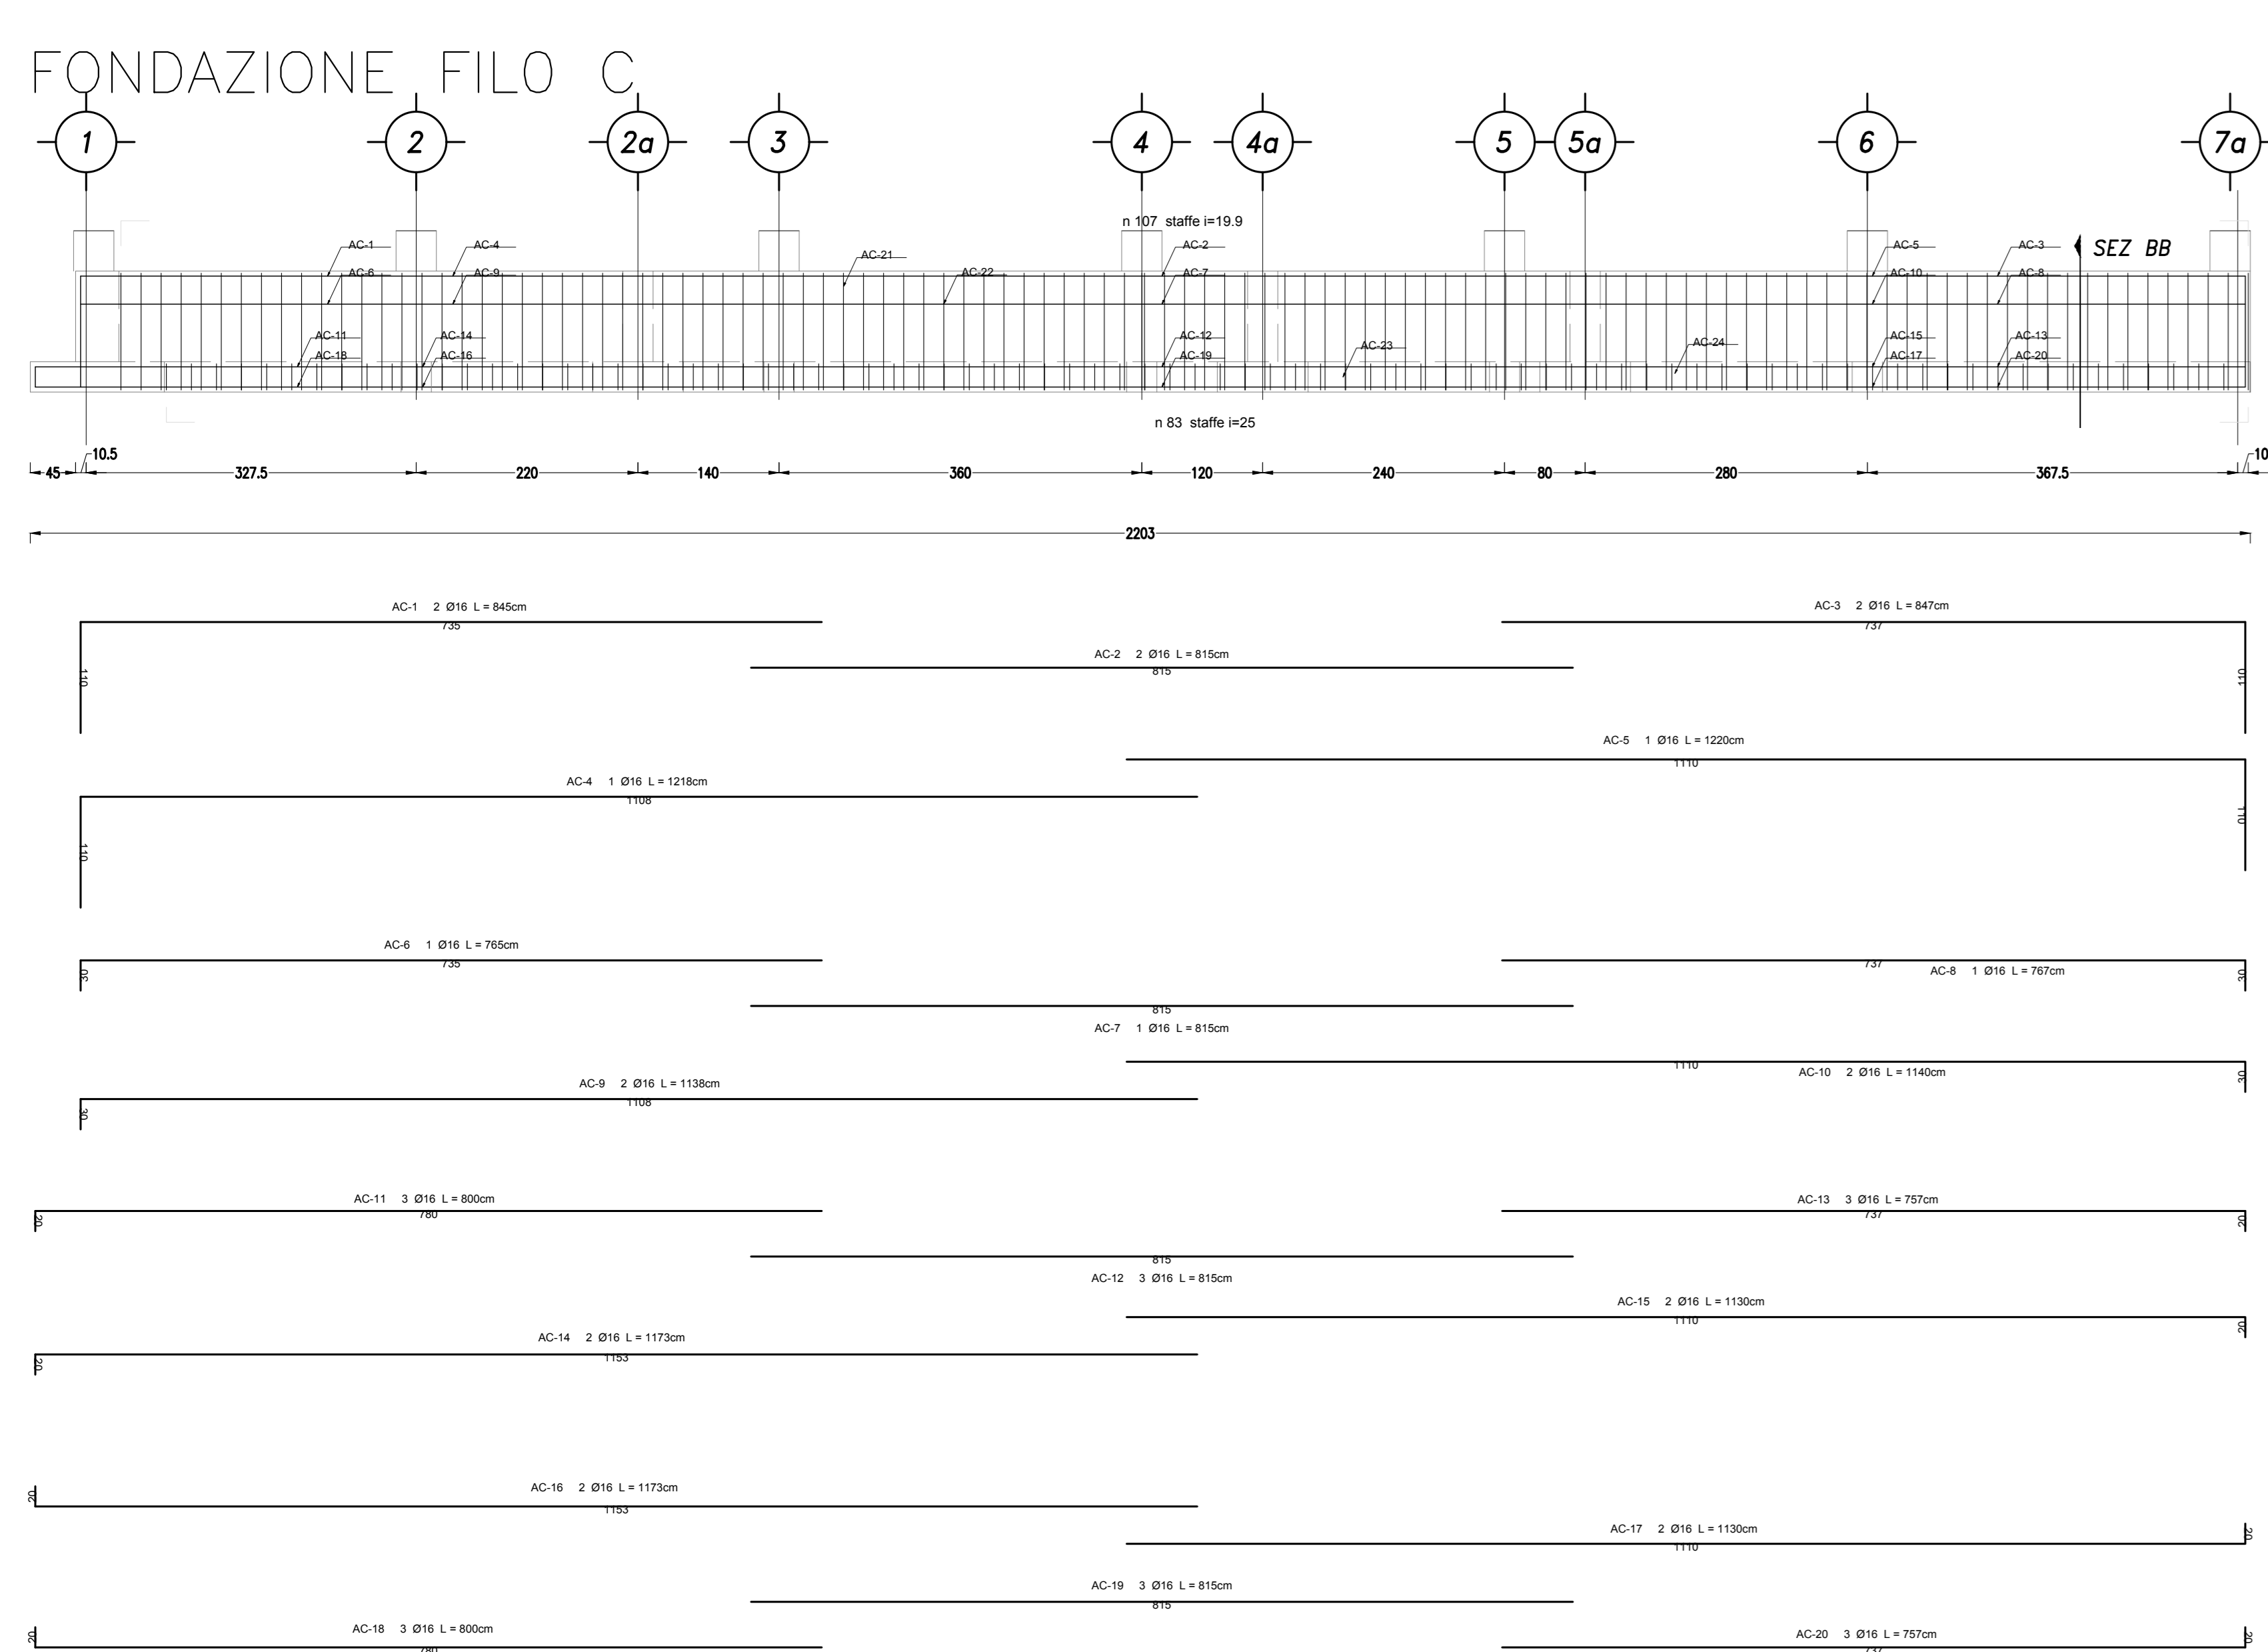 FONDAZIONE FILO C
1 2 2a 3 4 4a 5 5a 6 7a
n 107 staffe i=19.9
AC-1 AC-4 AC-21 AC-2 AC-5 AC-3 SEZ BB
AC-6 AC-9 AC-22 AC-7 AC-10 AC-8
AC-11 AC-14 AC-12 AC-23 AC-24 AC-15 AC-13
AC-18 AC-16 AC-19 AC-17 AC-20
n 83 staffe i=25
10.5 10
45 327.5 220 140 360 120 240 80 280 367.5
2203
AC-1 2 Ø16 L = 845cm
735
110
AC-3 2 Ø16 L = 847cm
737
110
AC-2 2 Ø16 L = 815cm
815
AC-5 1 Ø16 L = 1220cm
1110
110
AC-4 1 Ø16 L = 1218cm
1108
110
AC-6 1 Ø16 L = 765cm
735
30
737
AC-8 1 Ø16 L = 767cm
30
815
AC-7 1 Ø16 L = 815cm
1110
AC-10 2 Ø16 L = 1140cm
30
AC-9 2 Ø16 L = 1138cm
1108
30
AC-11 3 Ø16 L = 800cm
780
20
AC-13 3 Ø16 L = 757cm
737
20
815
AC-12 3 Ø16 L = 815cm
AC-15 2 Ø16 L = 1130cm
1110
20
AC-14 2 Ø16 L = 1173cm
1153
20
AC-16 2 Ø16 L = 1173cm
1153
20
AC-17 2 Ø16 L = 1130cm
1110
20
AC-19 3 Ø16 L = 815cm
815
AC-18 3 Ø16 L = 800cm
780
20
AC-20 3 Ø16 L = 757cm
737
20